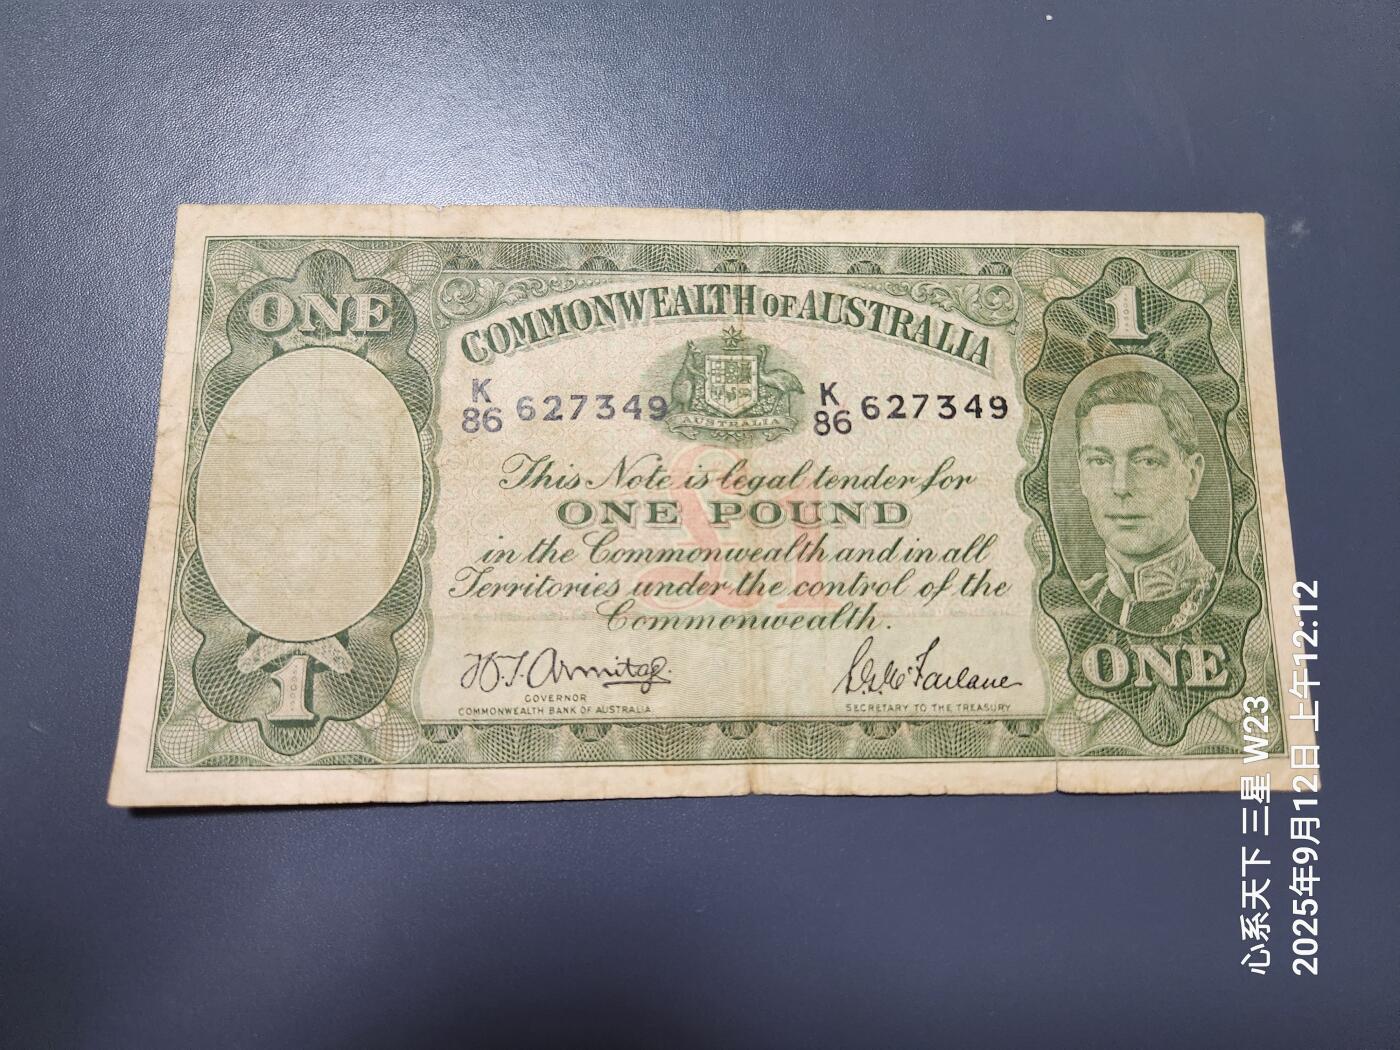 ONE
1
COMMONWEALTH OF AUSTRALIA
K
86 627349
K
86 627349
AUSTRALIA
£1
This Note is legal tender for
ONE POUND
in the Commonwealth and in all
Territories under the control of the
Commonwealth.
H.T. Armitage
GOVERNOR
COMMONWEALTH BANK OF AUSTRALIA
S.G. McFarlane
SECRETARY TO THE TREASURY
1
ONE
心系天下 三星 W23
2025年9月12日 上午12:12